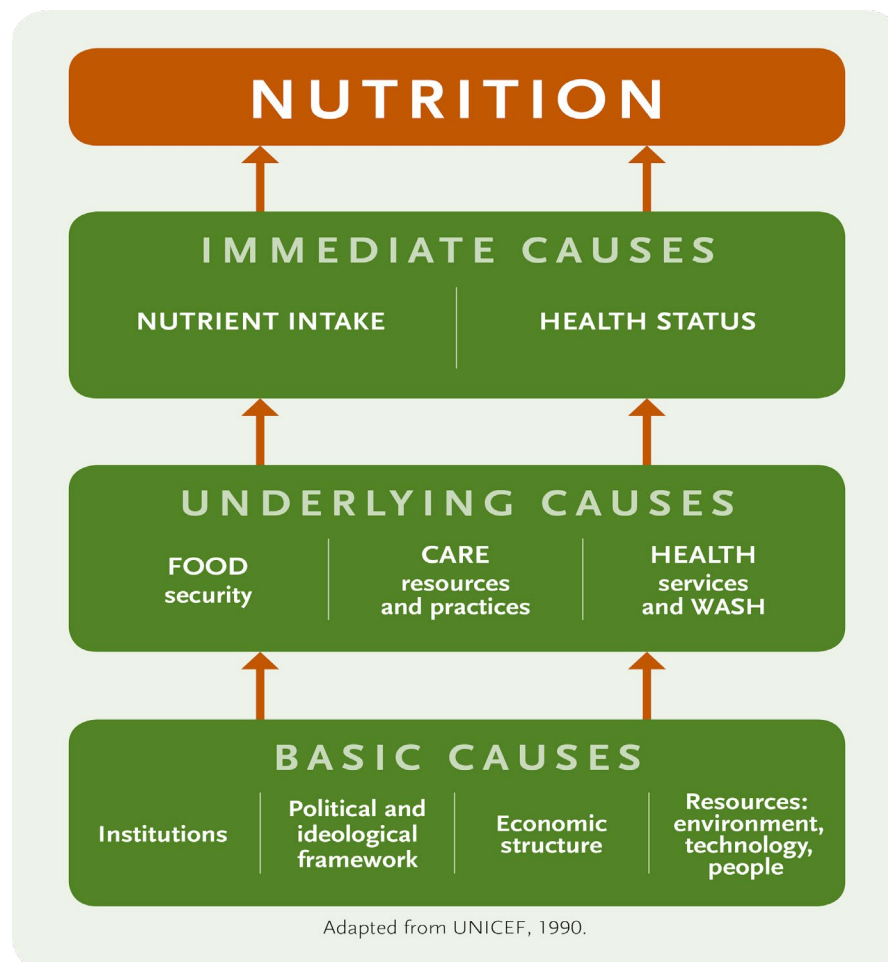 NUTRITION
IMMEDIATE CAUSES
NUTRIENT INTAKE
HEALTH STATUS
UNDERLYING CAUSES
FOOD
security
CARE
resources
and practices
HEALTH
services
and WASH
BASIC CAUSES
Institutions
Political and
ideological
framework
Economic
structure
Resources:
environment,
technology,
people
Adapted from UNICEF, 1990.